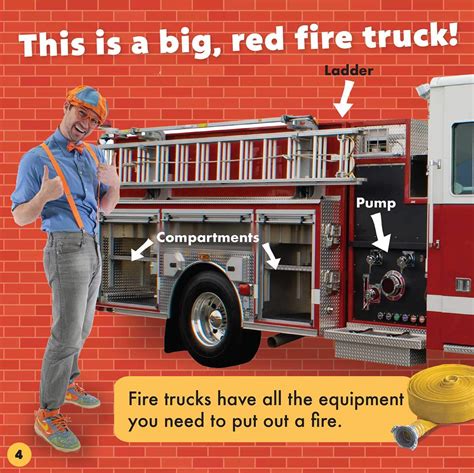 This is a big, red fire truck!
Ladder
Pump
Compartments
Fire trucks have all the equipment
you need to put out a fire.
4